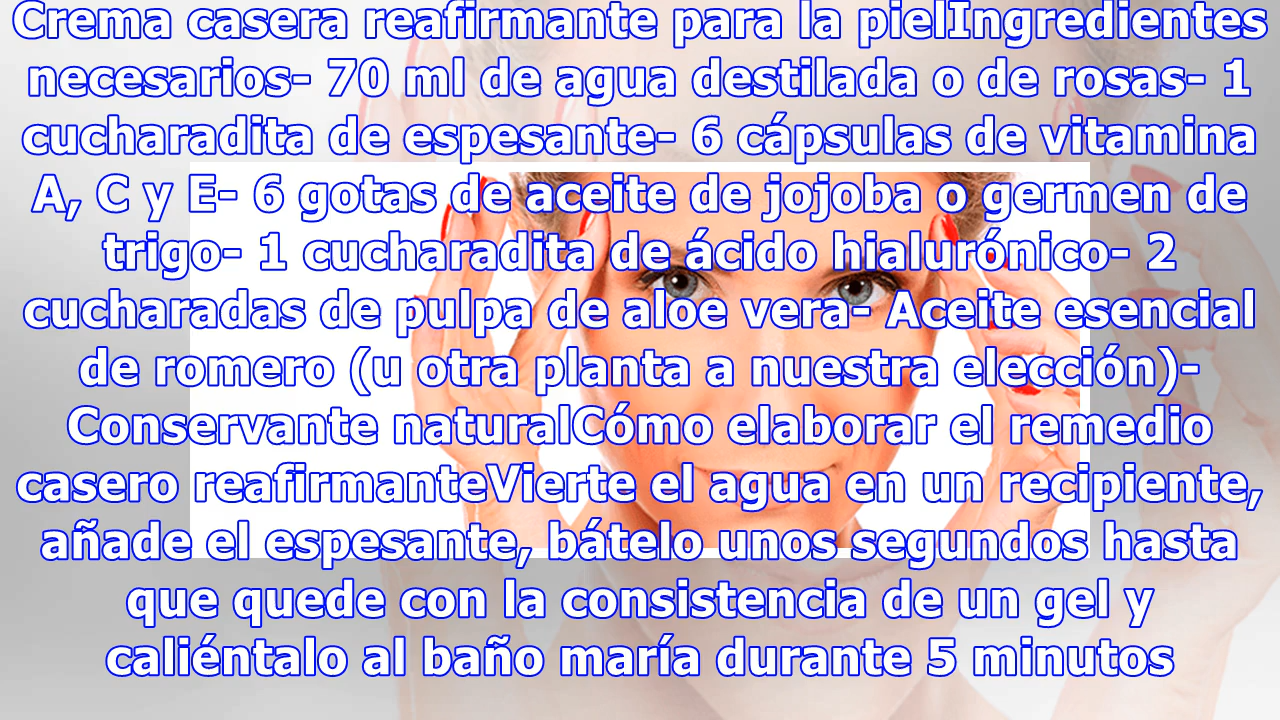 Crema casera reafirmante para la pielIngredientes
necesarios- 70 ml de agua destilada o de rosas- 1
cucharadita de espesante- 6 cápsulas de vitamina
A, C y E- 6 gotas de aceite de jojoba o germen de
trigo- 1 cucharadita de ácido hialurónico- 2
cucharadas de pulpa de aloe vera- Aceite esencial
de romero (u otra planta a nuestra elección)-
Conservante naturalCómo elaborar el remedio
casero reafirmanteVierte el agua en un recipiente,
añade el espesante, bátelo unos segundos hasta
que quede con la consistencia de un gel y
caliéntalo al baño maría durante 5 minutos